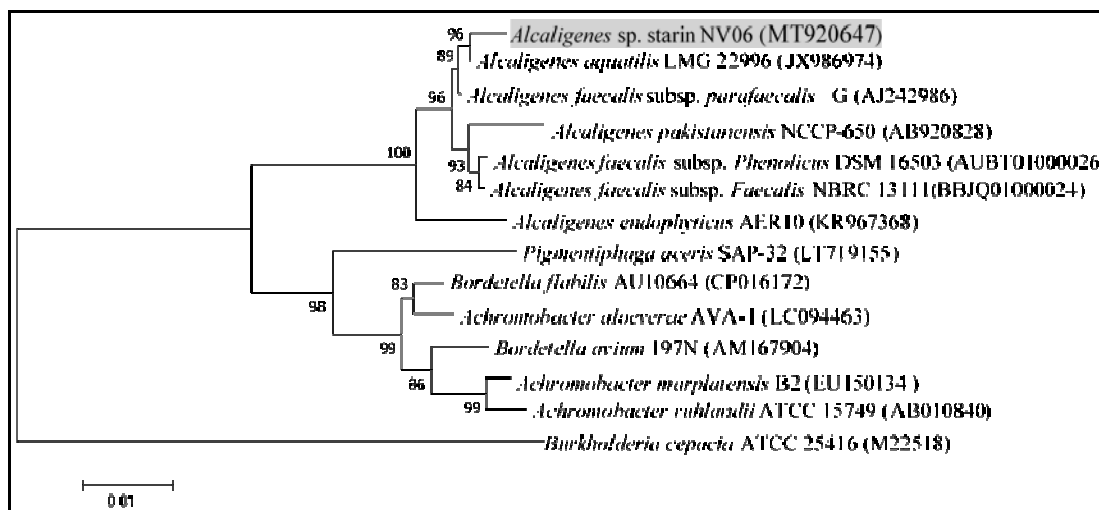 96 Alcaligenes sp. starin NV06 (MT920647)
89 Alcaligenes aquatilis LMG 22996 (JX986974)
96 Alcaligenes faecalis subsp. parafaecalis G (AJ242986)
Alcaligenes pakistanensis NCCP-650 (AB920828)
100
93 Alcaligenes faecalis subsp. Phenolicus DSM 16503 (AUBT01000026
84 Alcaligenes faecalis subsp. Faecalis NBRC 13111(BBJQ01000024)
Alcaligenes endophyticus AER10 (KR967368)
Pigmentiphaga aceris SAP-32 (LT719155)
83 Bordetella flabilis AU10664 (CP016172)
98
Achromobacter aloeverae AVA-1 (LC094463)
99
Bordetella avium 197N (AM167904)
86 Achromobacter marplatensis B2 (EU150134 )
99 Achromobacter ruhlandii ATCC 15749 (AB010840)
Burkholderia cepacia ATCC 25416 (M22518)
0.01